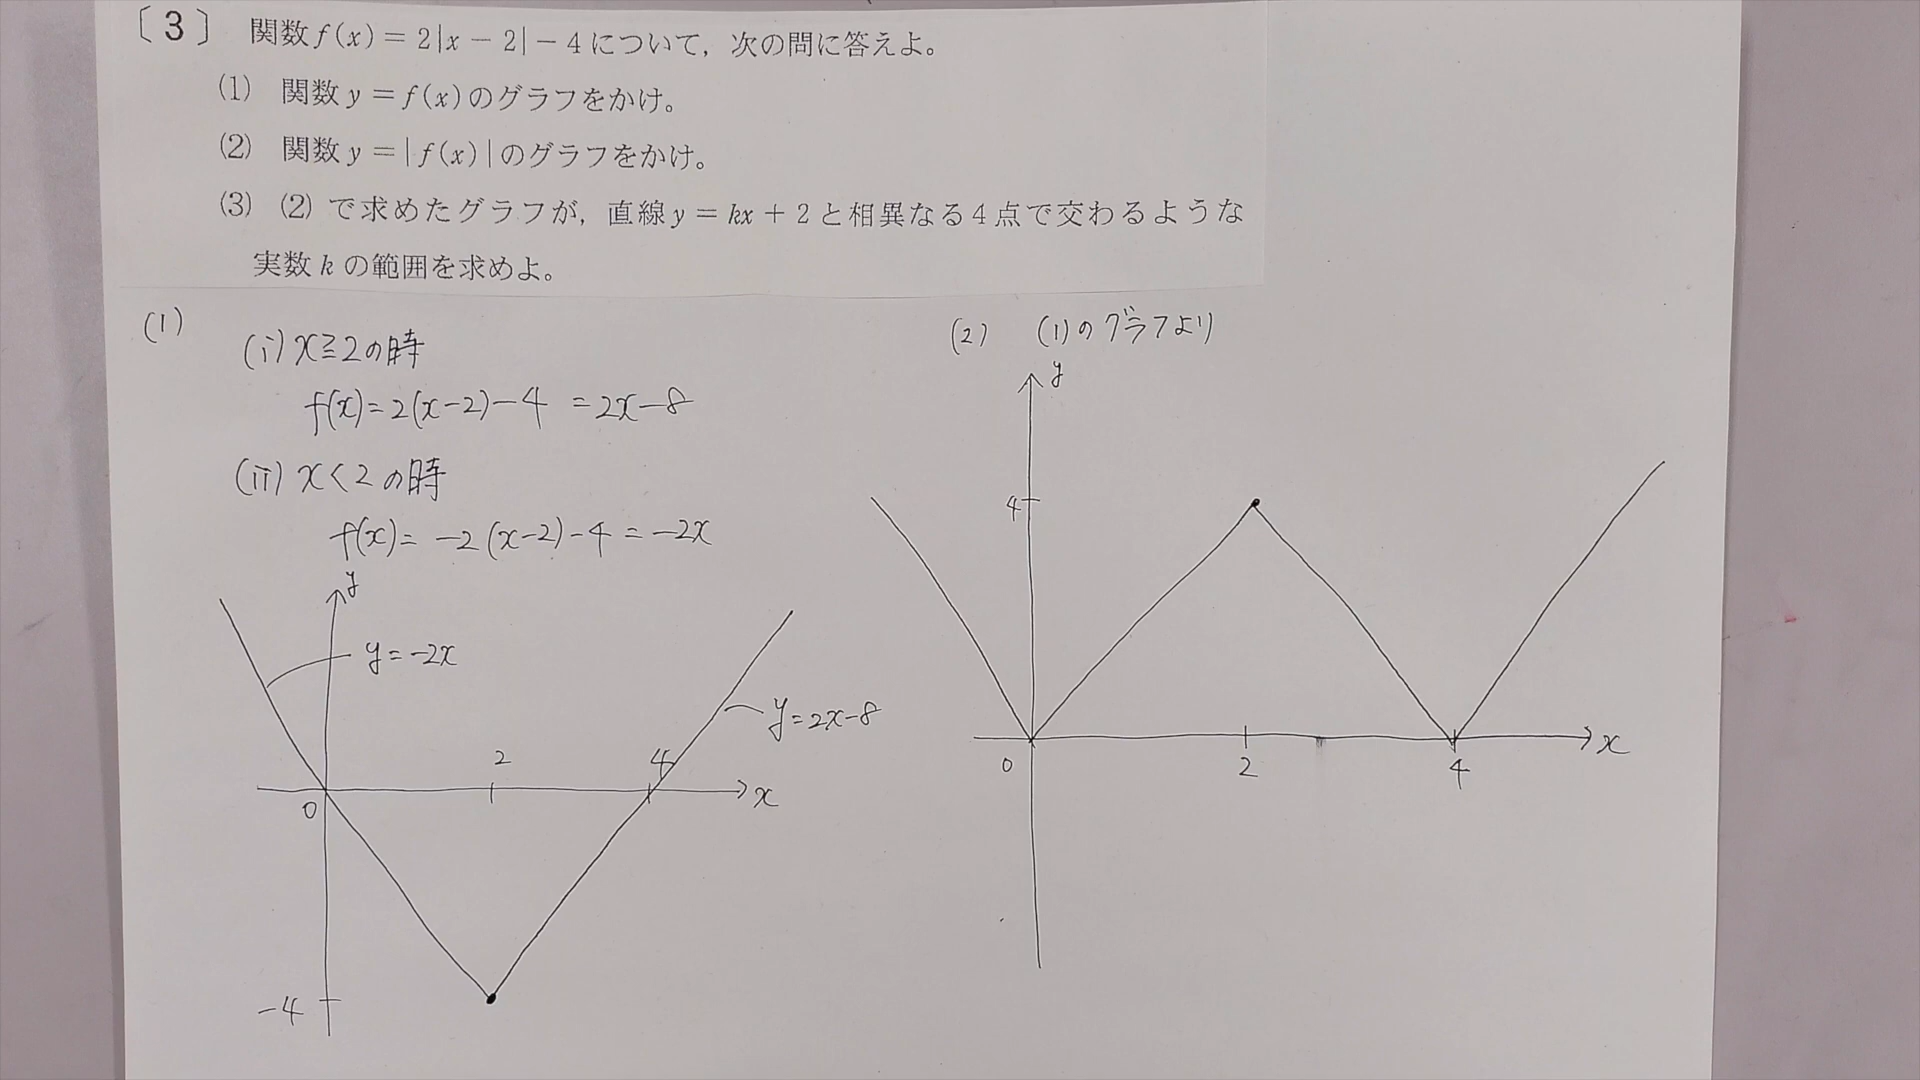 〔3〕 関数 f(x) = 2|x − 2| − 4 について，次の問に答えよ。
(1) 関数 y = f(x) のグラフをかけ。
(2) 関数 y = |f(x)| のグラフをかけ。
(3) (2) で求めたグラフが，直線 y = kx + 2 と相異なる4点で交わるような
実数 k の範囲を求めよ。
(1)
(i) x≧2の時
f(x)=2(x-2)-4 =2x-8
(ii) x<2の時
f(x)= -2(x-2)-4 = -2x
y
y=-2x
y=2x-8
2
4
x
0
-4
(2) (1)のグラフより
y
4
x
0
2
4